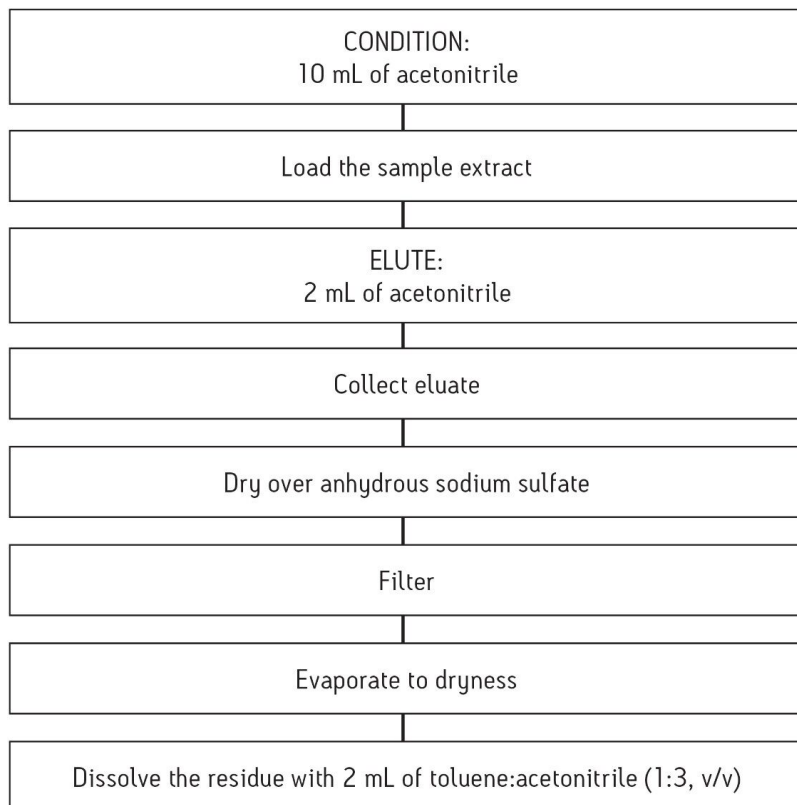 CONDITION:
10 mL of acetonitrile
Load the sample extract
ELUTE:
2 mL of acetonitrile
Collect eluate
Dry over anhydrous sodium sulfate
Filter
Evaporate to dryness
Dissolve the residue with 2 mL of toluene:acetonitrile (1:3, v/v)